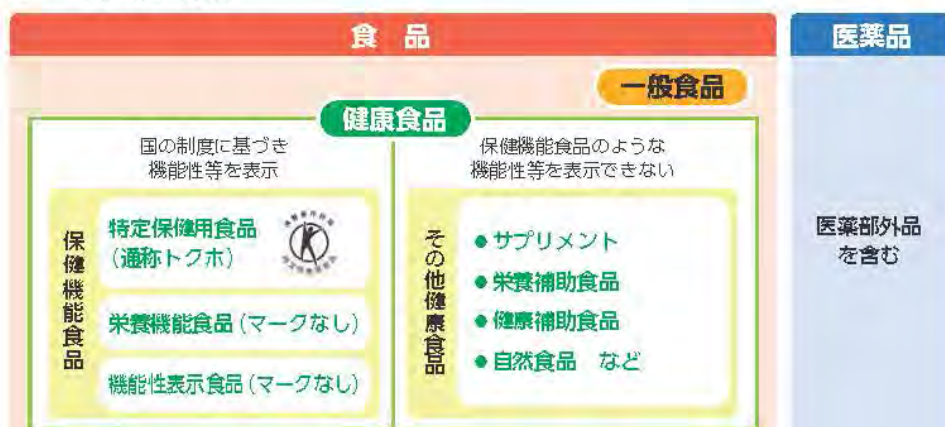 食 品
医薬品
一般食品
健康食品
国の制度に基づき
機能性等を表示
保健機能食品
特定保健用食品
(通称トクホ)
栄養機能食品(マークなし)
機能性表示食品(マークなし)
保健機能食品のような
機能性等を表示できない
その他健康食品
●サプリメント
●栄養補助食品
●健康補助食品
●自然食品 など
医薬部外品
を含む